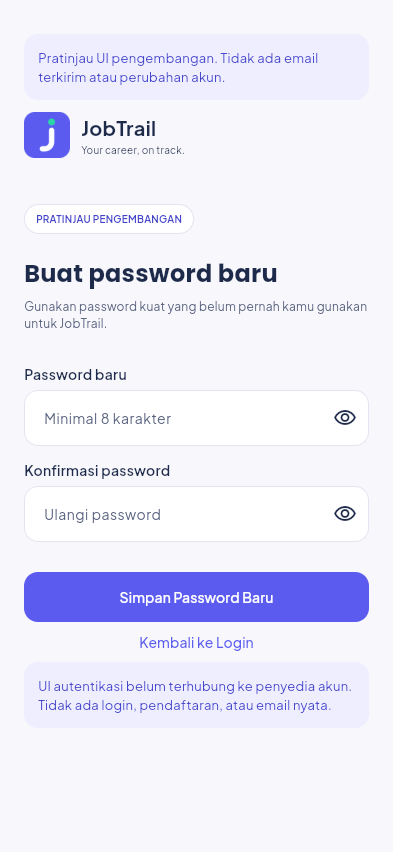 Pratinjau UI pengembangan. Tidak ada email
terkirim atau perubahan akun.
JobTrail
Your career, on track.
PRATINJAU PENGEMBANGAN
Buat password baru
Gunakan password kuat yang belum pernah kamu gunakan
untuk JobTrail.
Password baru
Minimal 8 karakter
Konfirmasi password
Ulangi password
Simpan Password Baru
Kembali ke Login
UI autentikasi belum terhubung ke penyedia akun.
Tidak ada login, pendaftaran, atau email nyata.